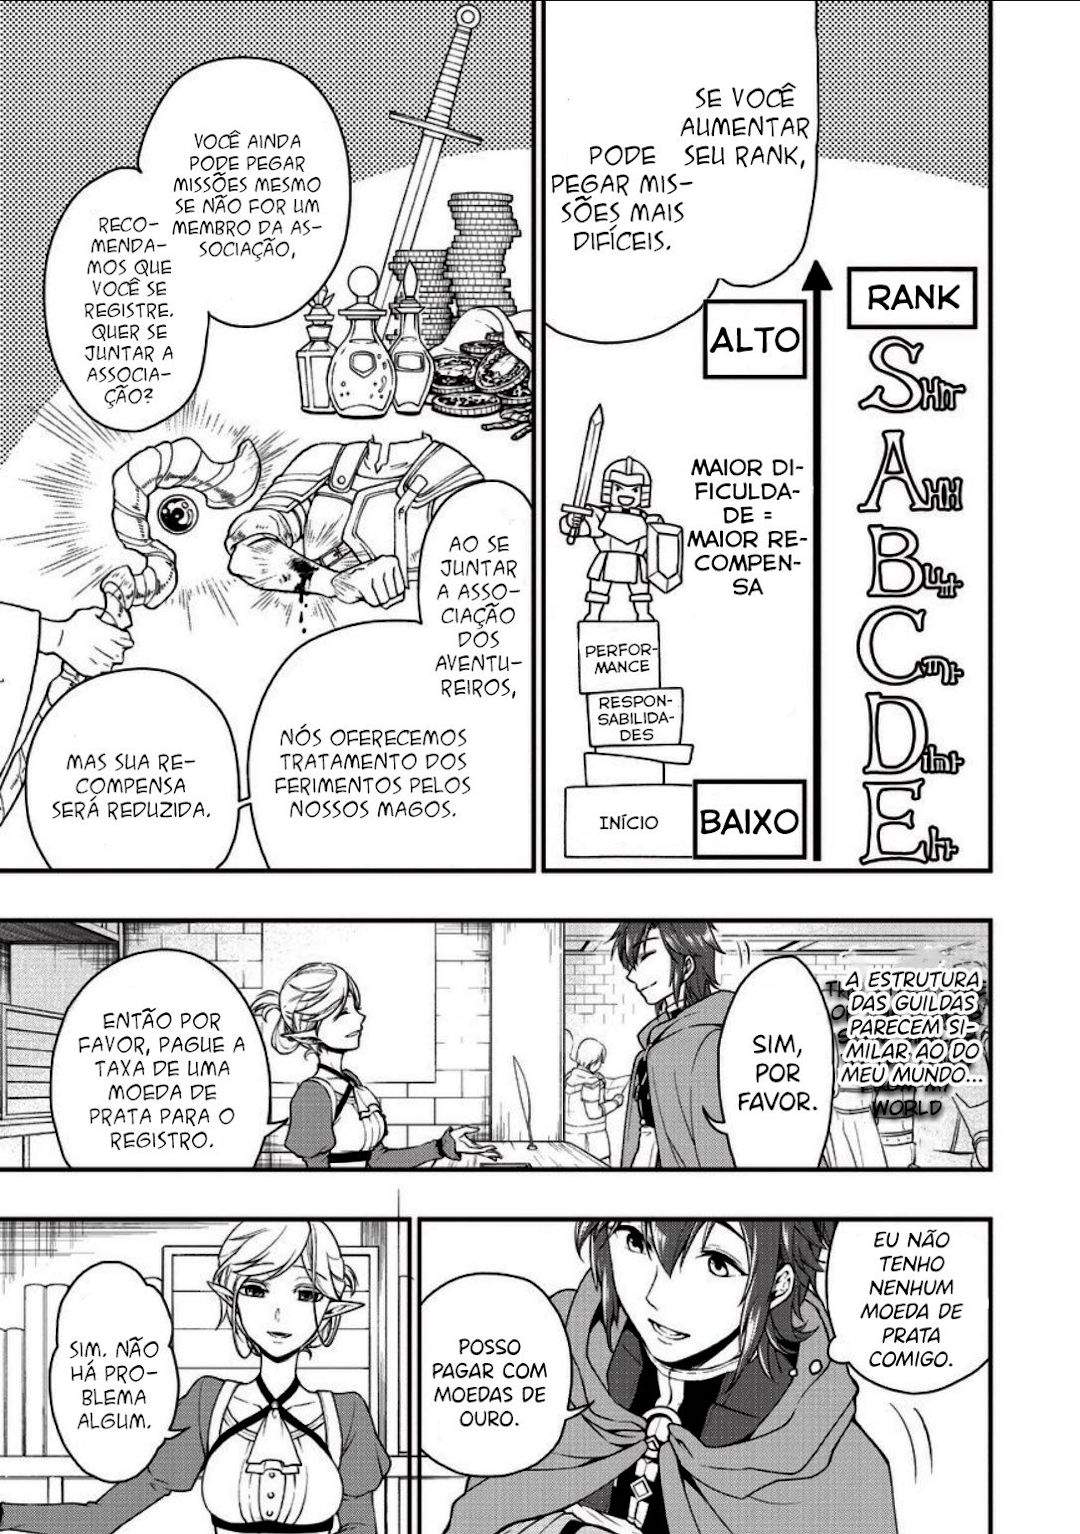 SE VOCÊ
AUMENTAR
SEU RANK,
PODE
PEGAR MIS-
SÕES MAIS
DIFÍCEIS.
RANK
S
A
B
C
D
E
ALTO
MAIOR DI-
FICULDA-
DE =
MAIOR RE-
COMPEN-
SA
PERFOR-
MANCE
RESPON-
SABILIDA-
DES
INÍCIO
BAIXO
VOCÊ AINDA
PODE PEGAR
MISSÕES MESMO
SE NÃO FOR UM
MEMBRO DA AS-
SOCIAÇÃO,
RECO-
MENDA-
MOS QUE
VOCÊ SE
REGISTRE.
QUER SE
JUNTAR A
ASSOCIA-
ÇÃO?
AO SE
JUNTAR
A ASSO-
CIAÇÃO
DOS
AVENTU-
REIROS,
NÓS OFERECEMOS
TRATAMENTO DOS
FERIMENTOS PELOS
NOSSOS MAGOS.
MAS SUA RE-
COMPENSA
SERÁ REDUZIDA.
A ESTRUTURA
DAS GUILDAS
PARECEM SI-
MILAR AO DO
MEU MUNDO...
WORLD
SIM,
POR
FAVOR.
ENTÃO POR
FAVOR, PAGUE A
TAXA DE UMA
MOEDA DE
PRATA PARA O
REGISTRO.
EU NÃO
TENHO
NENHUM
MOEDA DE
PRATA
COMIGO.
POSSO
PAGAR COM
MOEDAS DE
OURO.
SIM. NÃO
HÁ PRO-
BLEMA
ALGUM.